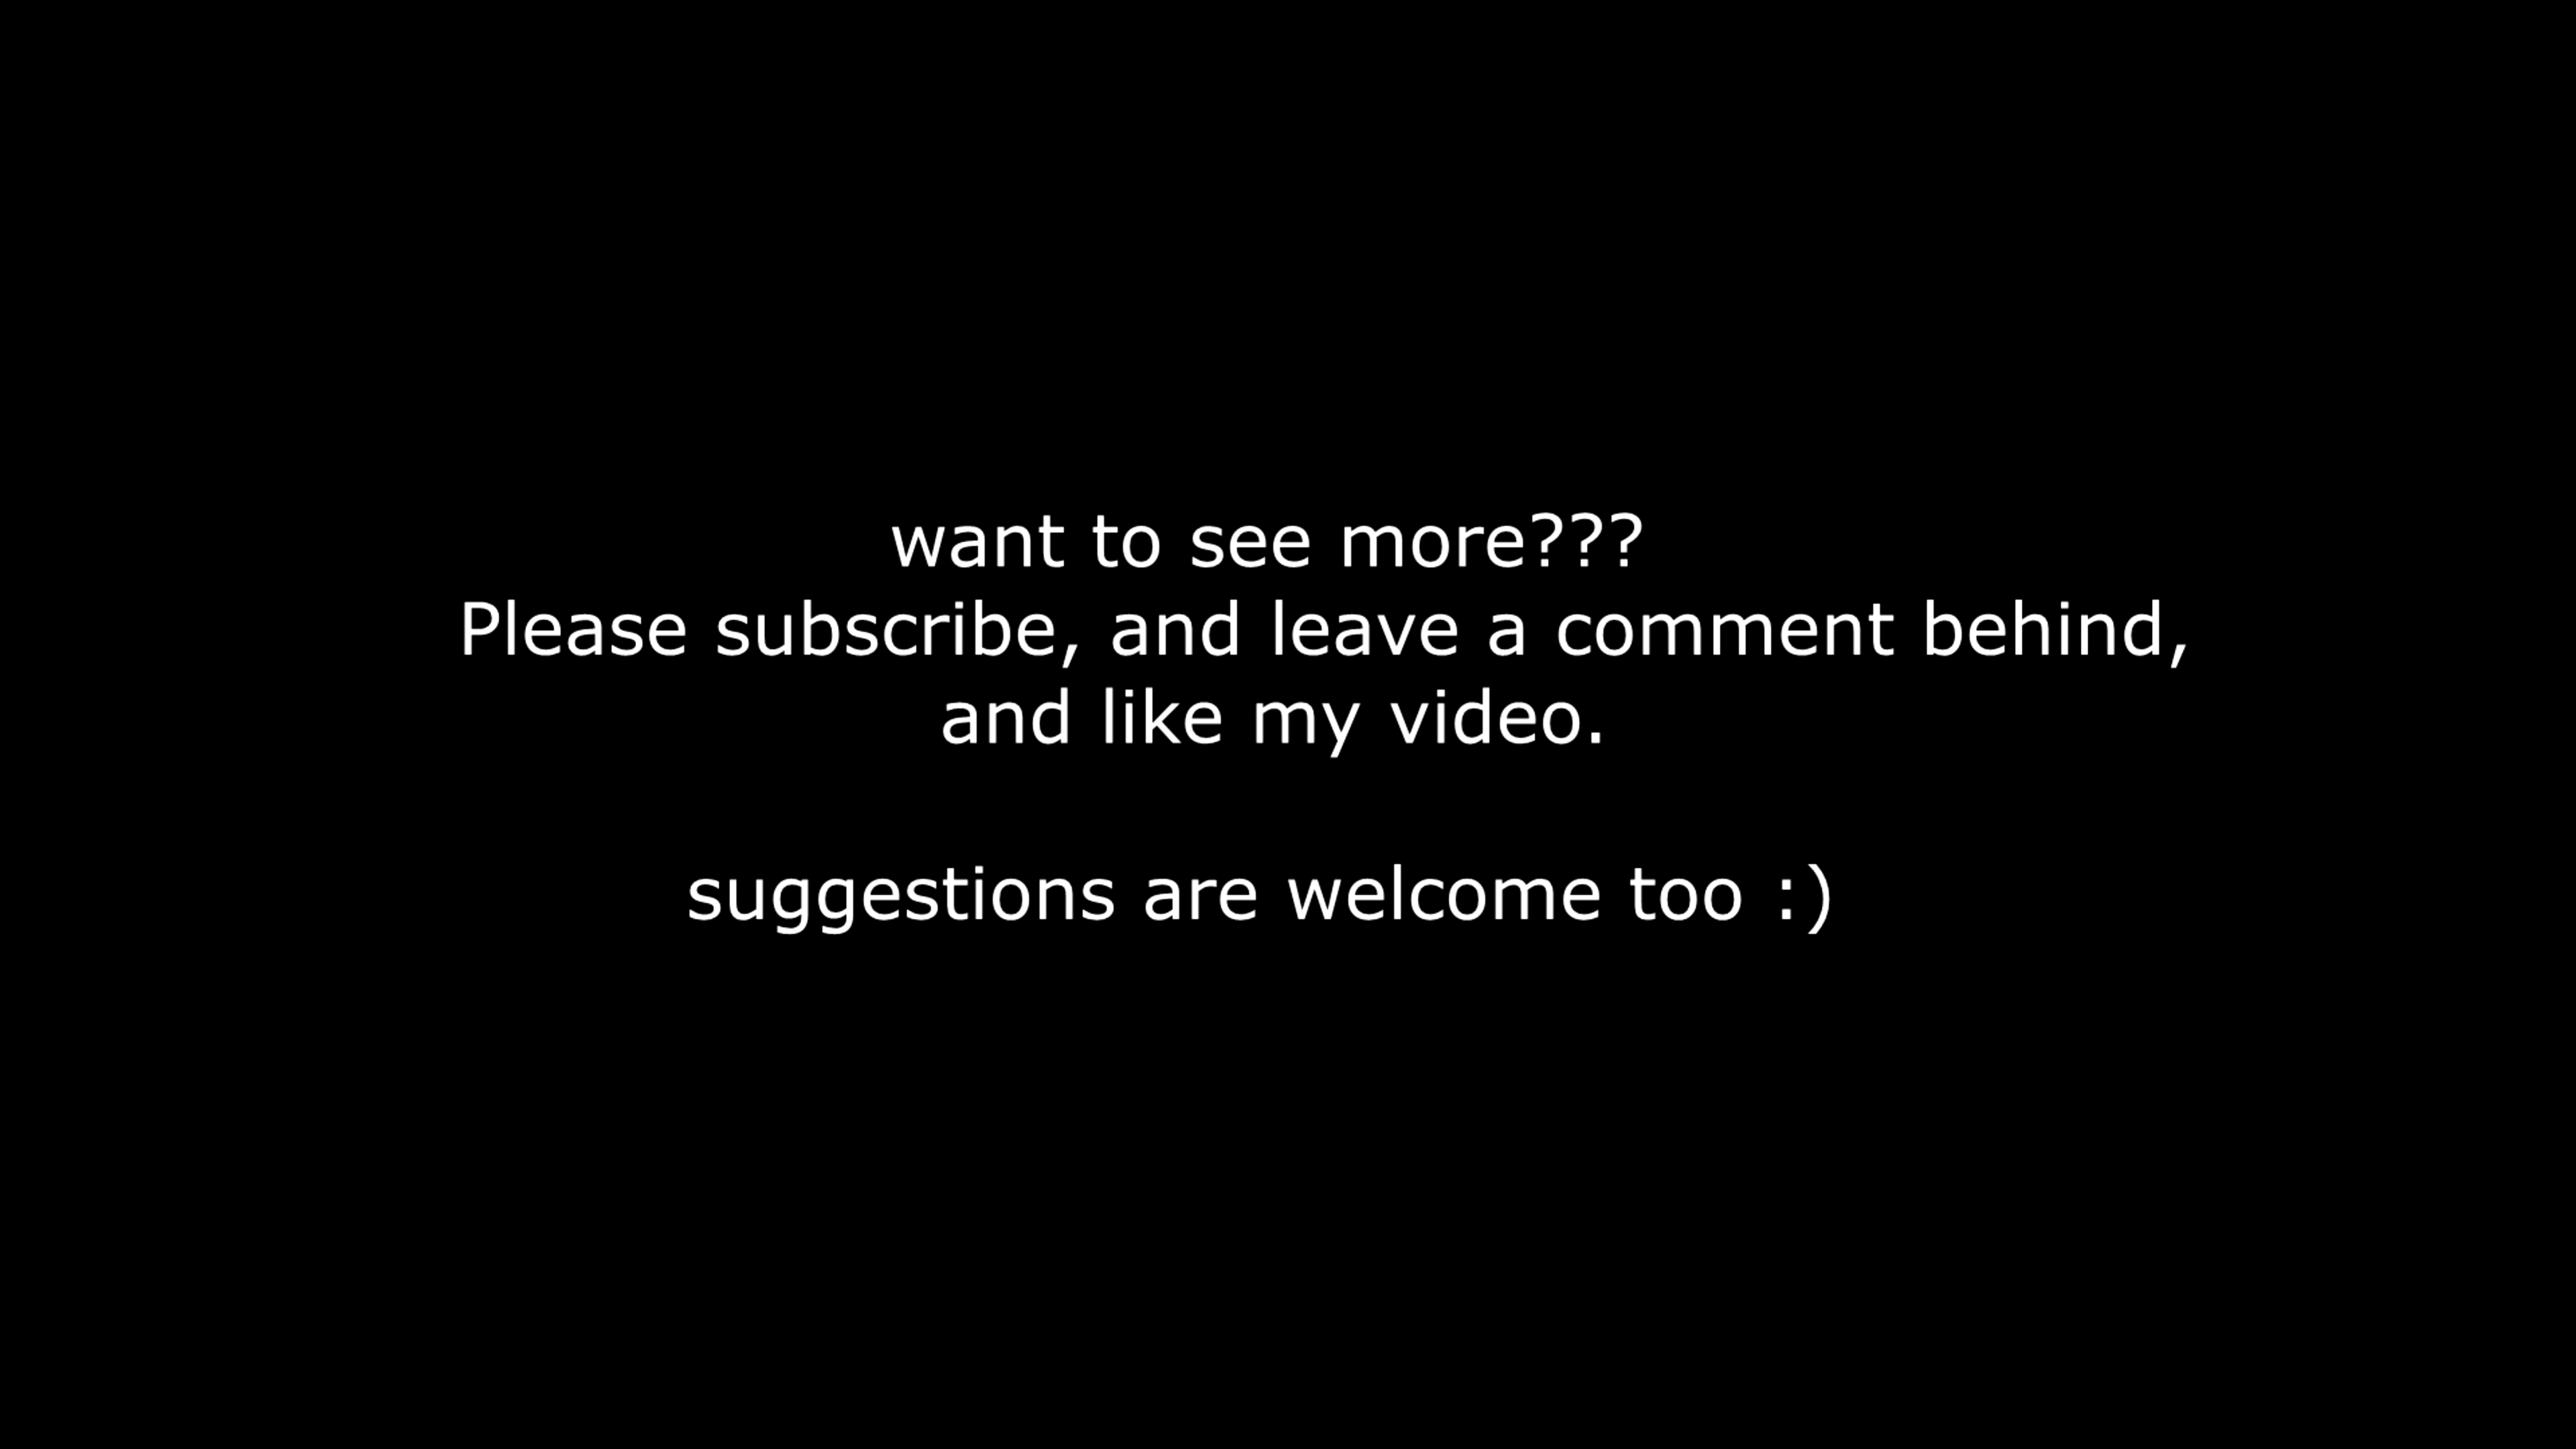 want to see more???
Please subscribe, and leave a comment behind,
and like my video.
suggestions are welcome too :)